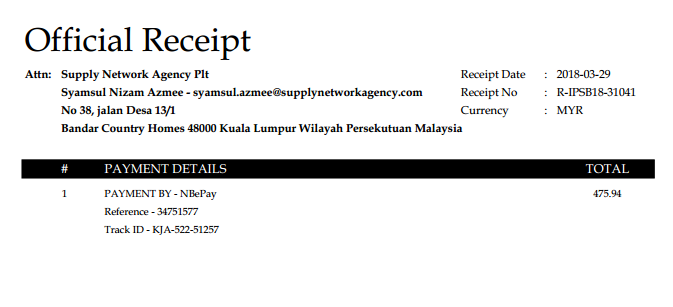 Official Receipt
Attn: Supply Network Agency Plt
Syamsul Nizam Azmee - syamsul.azmee@supplynetworkagency.com
No 38, jalan Desa 13/1
Bandar Country Homes 48000 Kuala Lumpur Wilayah Persekutuan Malaysia
Receipt Date : 2018-03-29
Receipt No : R-IPSB18-31041
Currency : MYR
# PAYMENT DETAILS TOTAL
1 PAYMENT BY - NBePay 475.94
Reference - 34751577
Track ID - KJA-522-51257